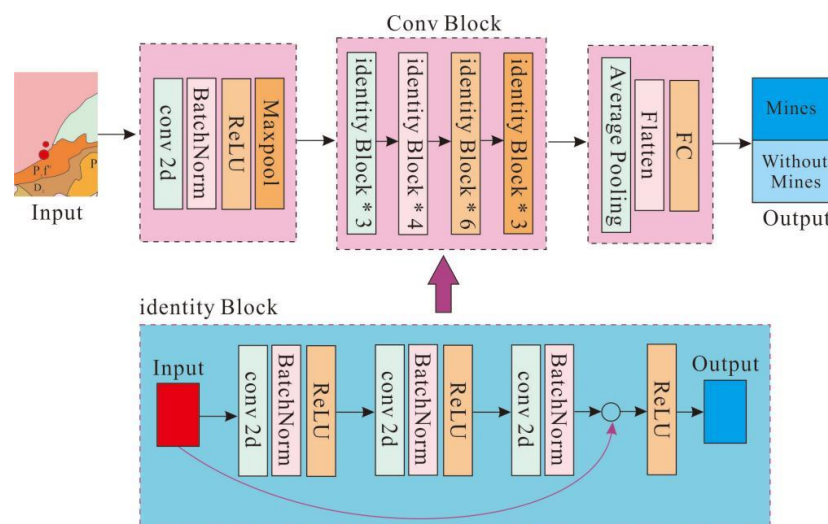 Conv Block
conv 2d
BatchNorm
ReLU
Maxpool
identity Block * 3
identity Block * 4
identity Block * 6
identity Block * 3
Average Pooling
Flatten
FC
Mines
Without
Mines
Input
Output
identity Block
Input
conv 2d
BatchNorm
ReLU
conv 2d
BatchNorm
ReLU
conv 2d
BatchNorm
ReLU
Output